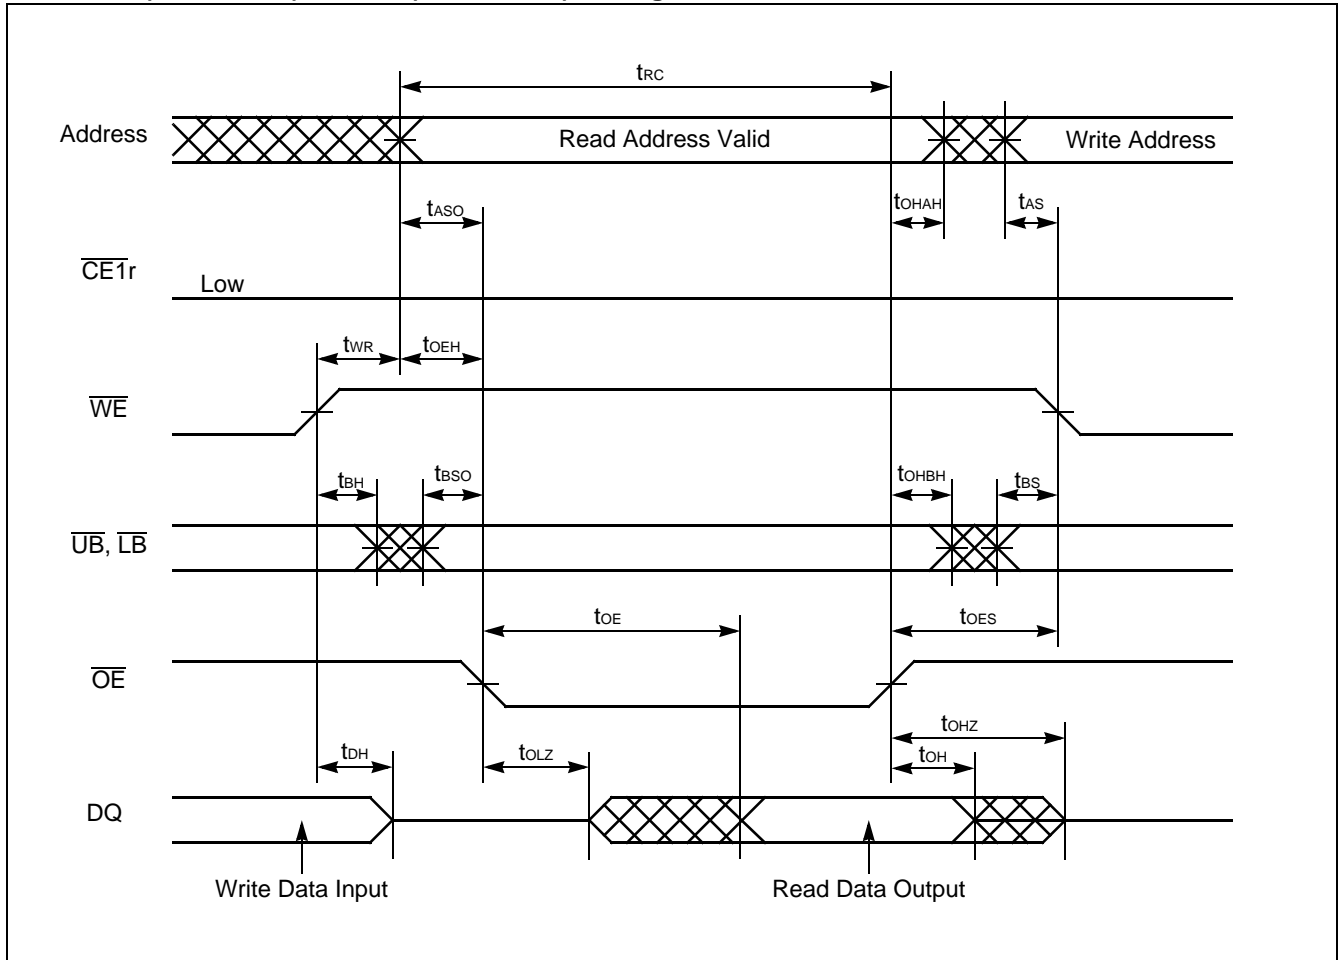 tRC
Address
Read Address Valid
Write Address
tASO
tOHAH
tAS
CE1r
Low
tWR
tOEH
WE
tBH
tBSO
tOHBH
tBS
UB, LB
tOE
tOES
OE
tOHZ
tDH
tOLZ
tOH
DQ
Write Data Input
Read Data Output